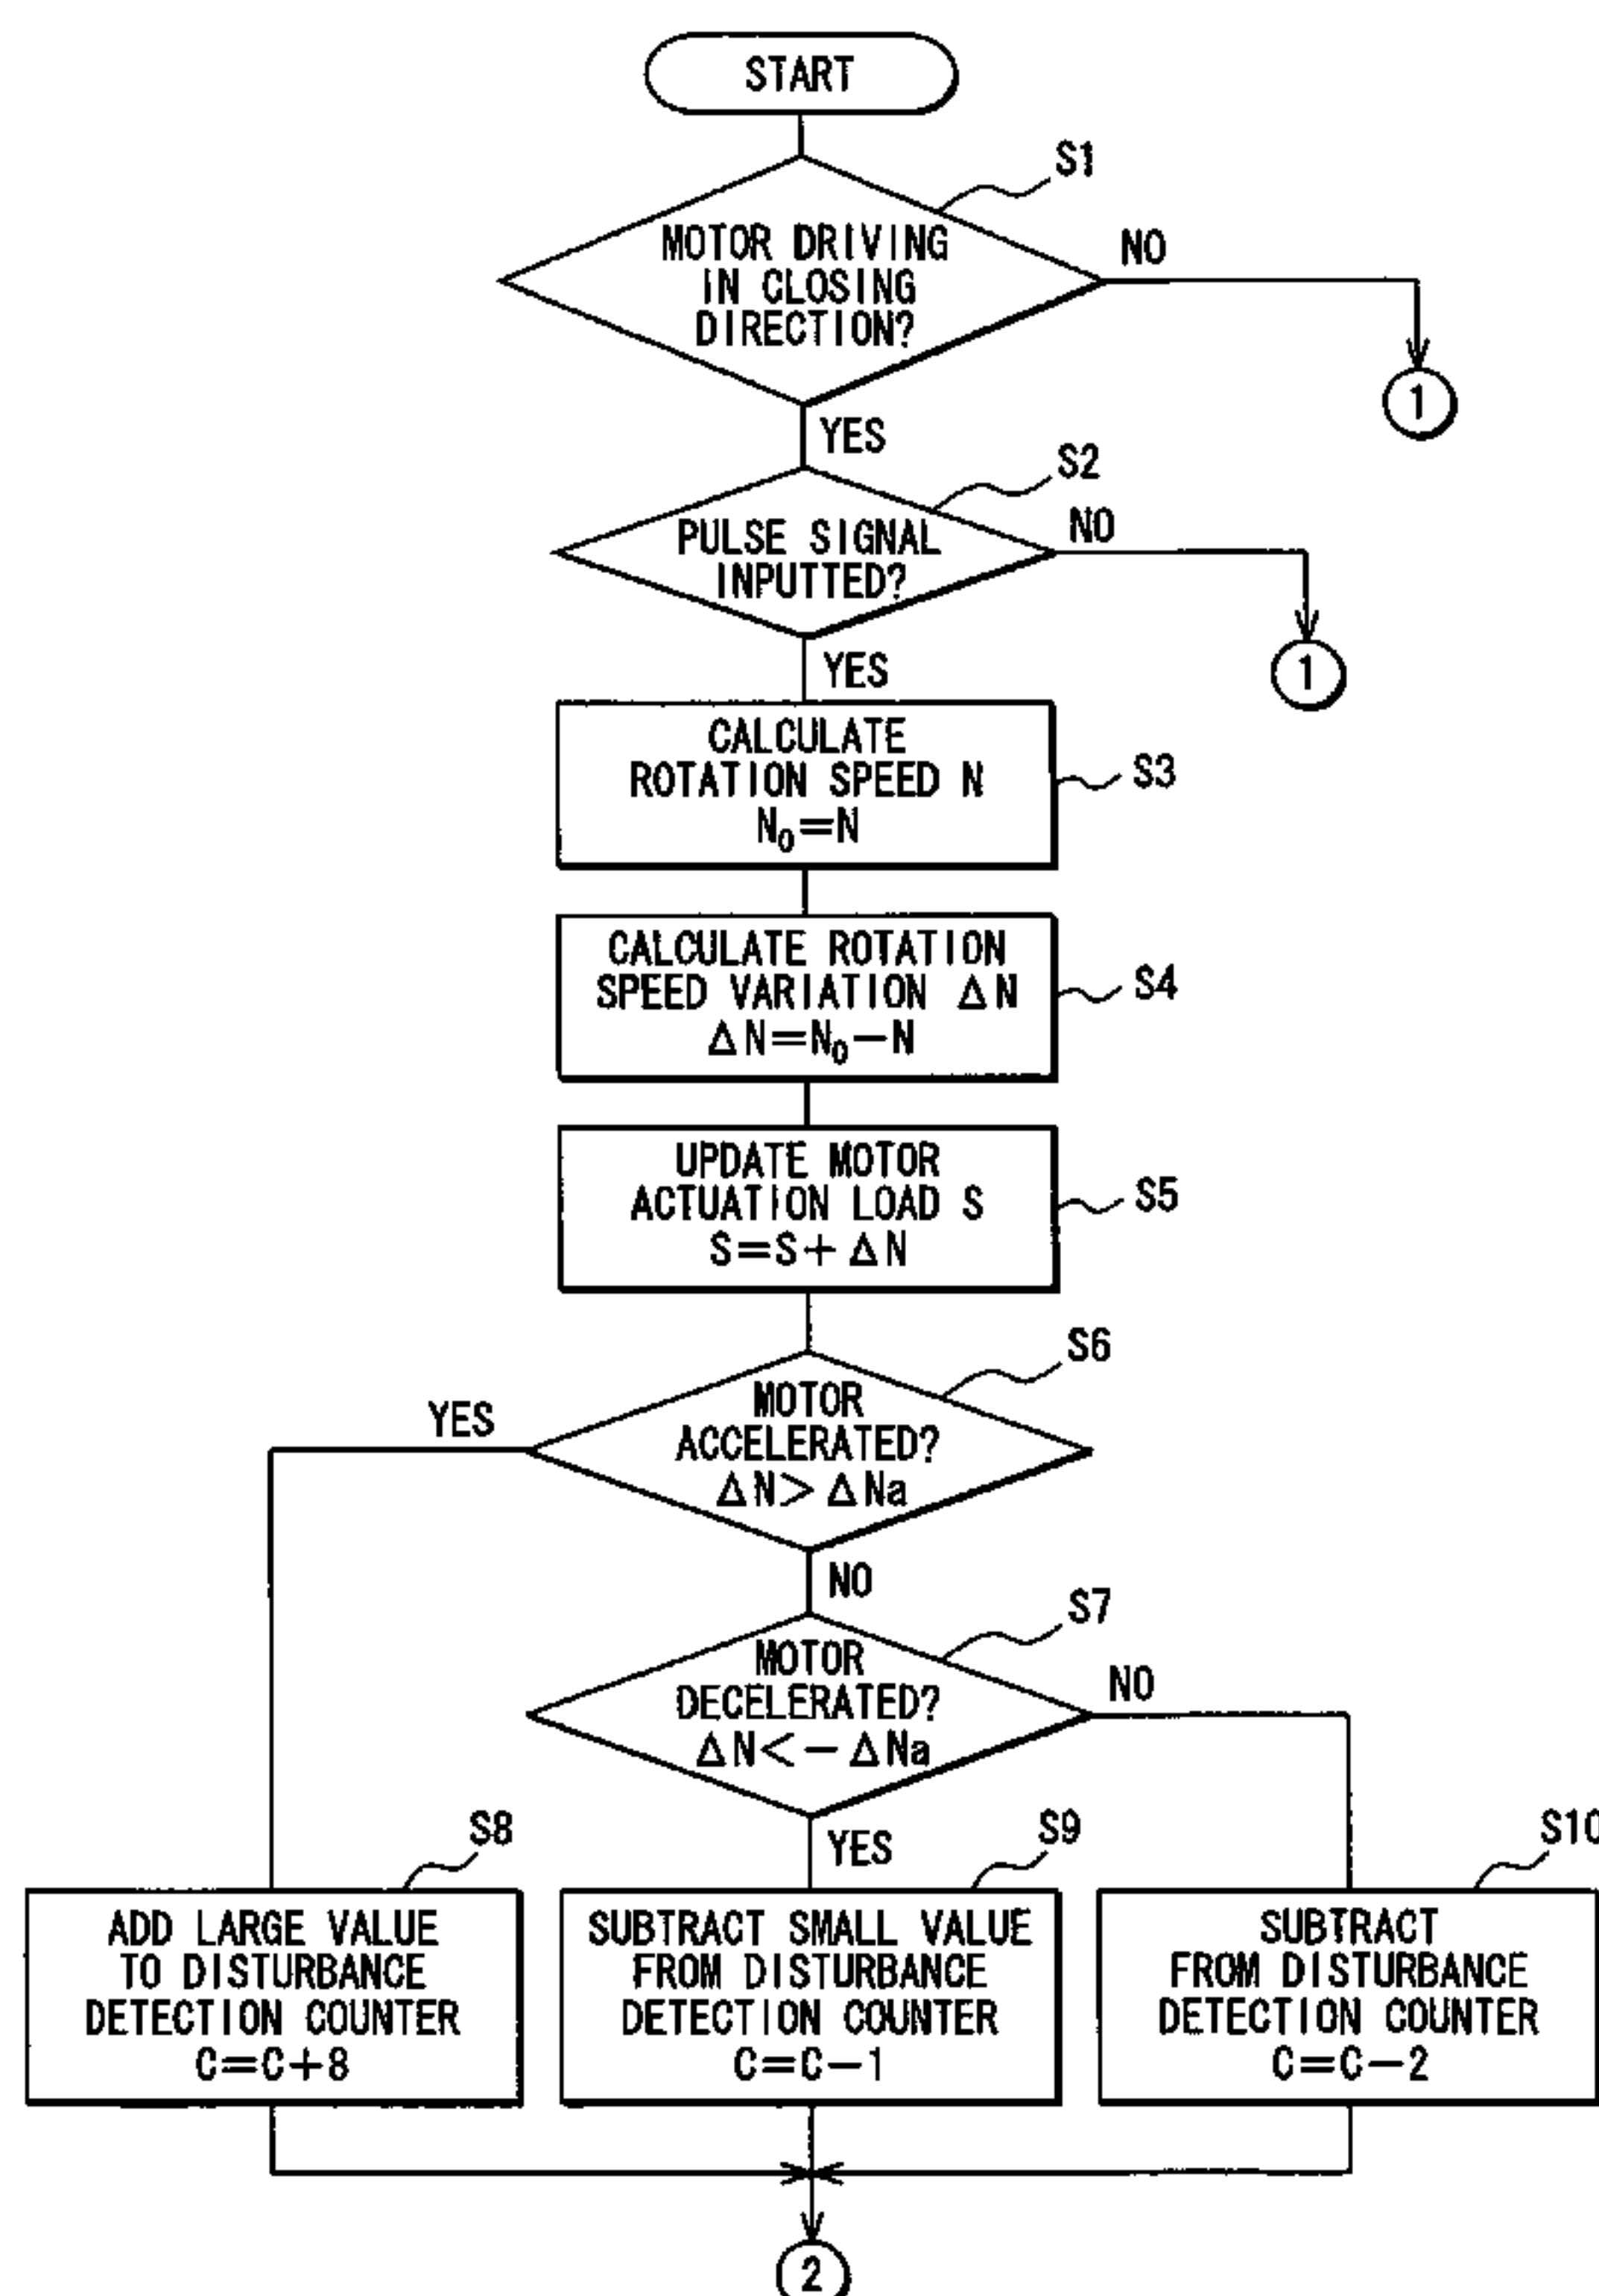 START
S1
MOTOR DRIVING
IN CLOSING
DIRECTION?
NO
1
YES
S2
PULSE SIGNAL
INPUTTED?
NO
1
YES
CALCULATE
ROTATION SPEED N
N₀=N
S3
CALCULATE ROTATION
SPEED VARIATION ΔN
ΔN=N₀−N
S4
UPDATE MOTOR
ACTUATION LOAD S
S=S+ΔN
S5
S6
MOTOR
ACCELERATED?
ΔN>ΔNa
YES
NO
S7
MOTOR
DECELERATED?
ΔN<−ΔNa
NO
YES
S8
ADD LARGE VALUE
TO DISTURBANCE
DETECTION COUNTER
C=C+8
S9
SUBTRACT SMALL VALUE
FROM DISTURBANCE
DETECTION COUNTER
C=C−1
S10
SUBTRACT
FROM DISTURBANCE
DETECTION COUNTER
C=C−2
2